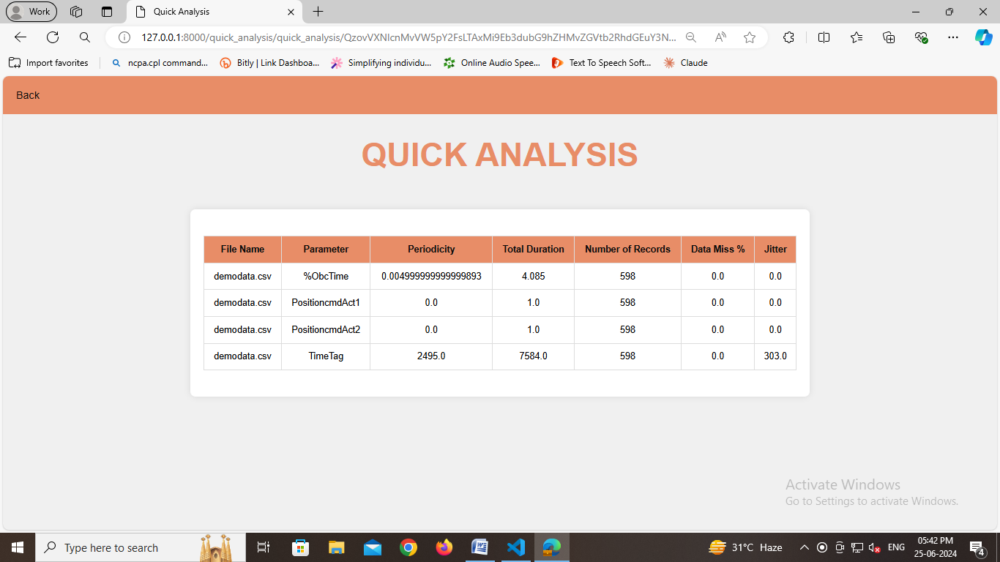 Work
Quick Analysis
127.0.0.1:8000/quick_analysis/quick_analysis/QzovVXNlcnMvVW5pY2FsLTAxMi9Eb3dubG9hZHMvZGVtb2RhdGEuY3N...
Import favorites ncpa.cpl command... Bitly | Link Dashboa... Simplifying individu... Online Audio Spee... Text To Speech Soft... Claude
Back
QUICK ANALYSIS
File Name Parameter Periodicity Total Duration Number of Records Data Miss % Jitter
demodata.csv %ObcTime 0.004999999999999893 4.085 598 0.0 0.0
demodata.csv PositioncmdAct1 0.0 1.0 598 0.0 0.0
demodata.csv PositioncmdAct2 0.0 1.0 598 0.0 0.0
demodata.csv TimeTag 2495.0 7584.0 598 0.0 303.0
Activate Windows
Go to Settings to activate Windows.
Type here to search
31°C Haze
ENG
05:42 PM
25-06-2024
4